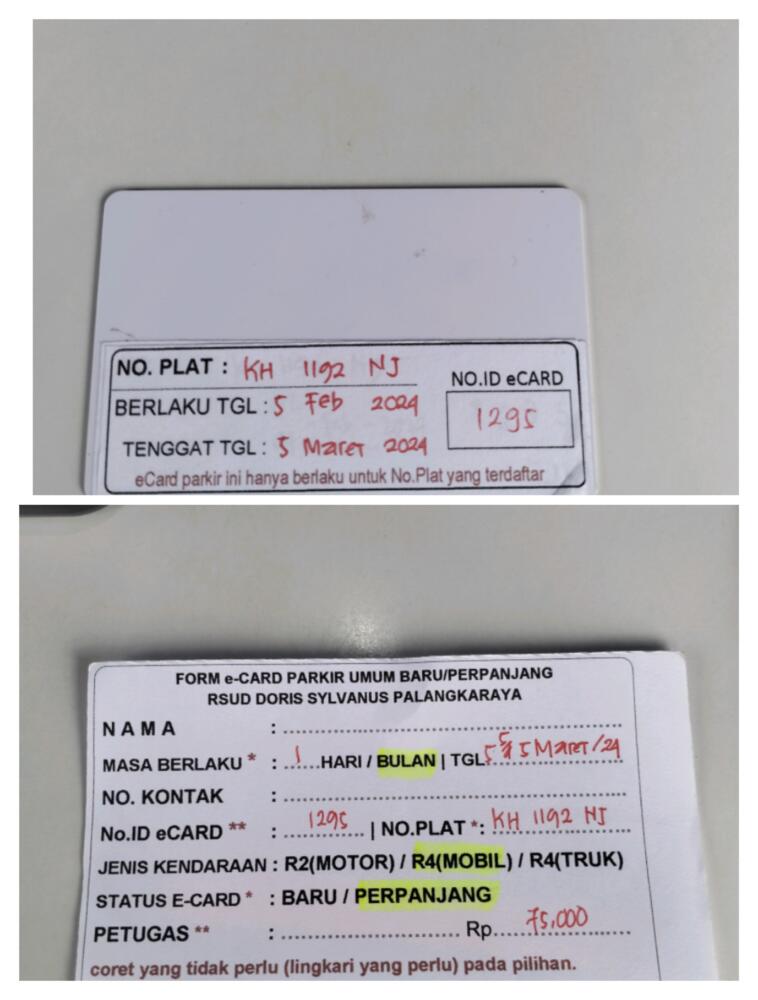 NO. PLAT : KH 1192 NJ
BERLAKU TGL : 5 Feb 2024
TENGGAT TGL : 5 Maret 2024
NO.ID eCARD
1295
eCard parkir ini hanya berlaku untuk No.Plat yang terdaftar
FORM e-CARD PARKIR UMUM BARU/PERPANJANG
RSUD DORIS SYLVANUS PALANGKARAYA
N A M A :
MASA BERLAKU * : 1 HARI / BULAN | TGL 5 Maret/24
NO. KONTAK :
No.ID eCARD ** : 1295 | NO.PLAT *: KH 1192 NJ
JENIS KENDARAAN : R2(MOTOR) / R4(MOBIL) / R4(TRUK)
STATUS E-CARD * : BARU / PERPANJANG
PETUGAS ** : Rp. 75,000
coret yang tidak perlu (lingkari yang perlu) pada pilihan.